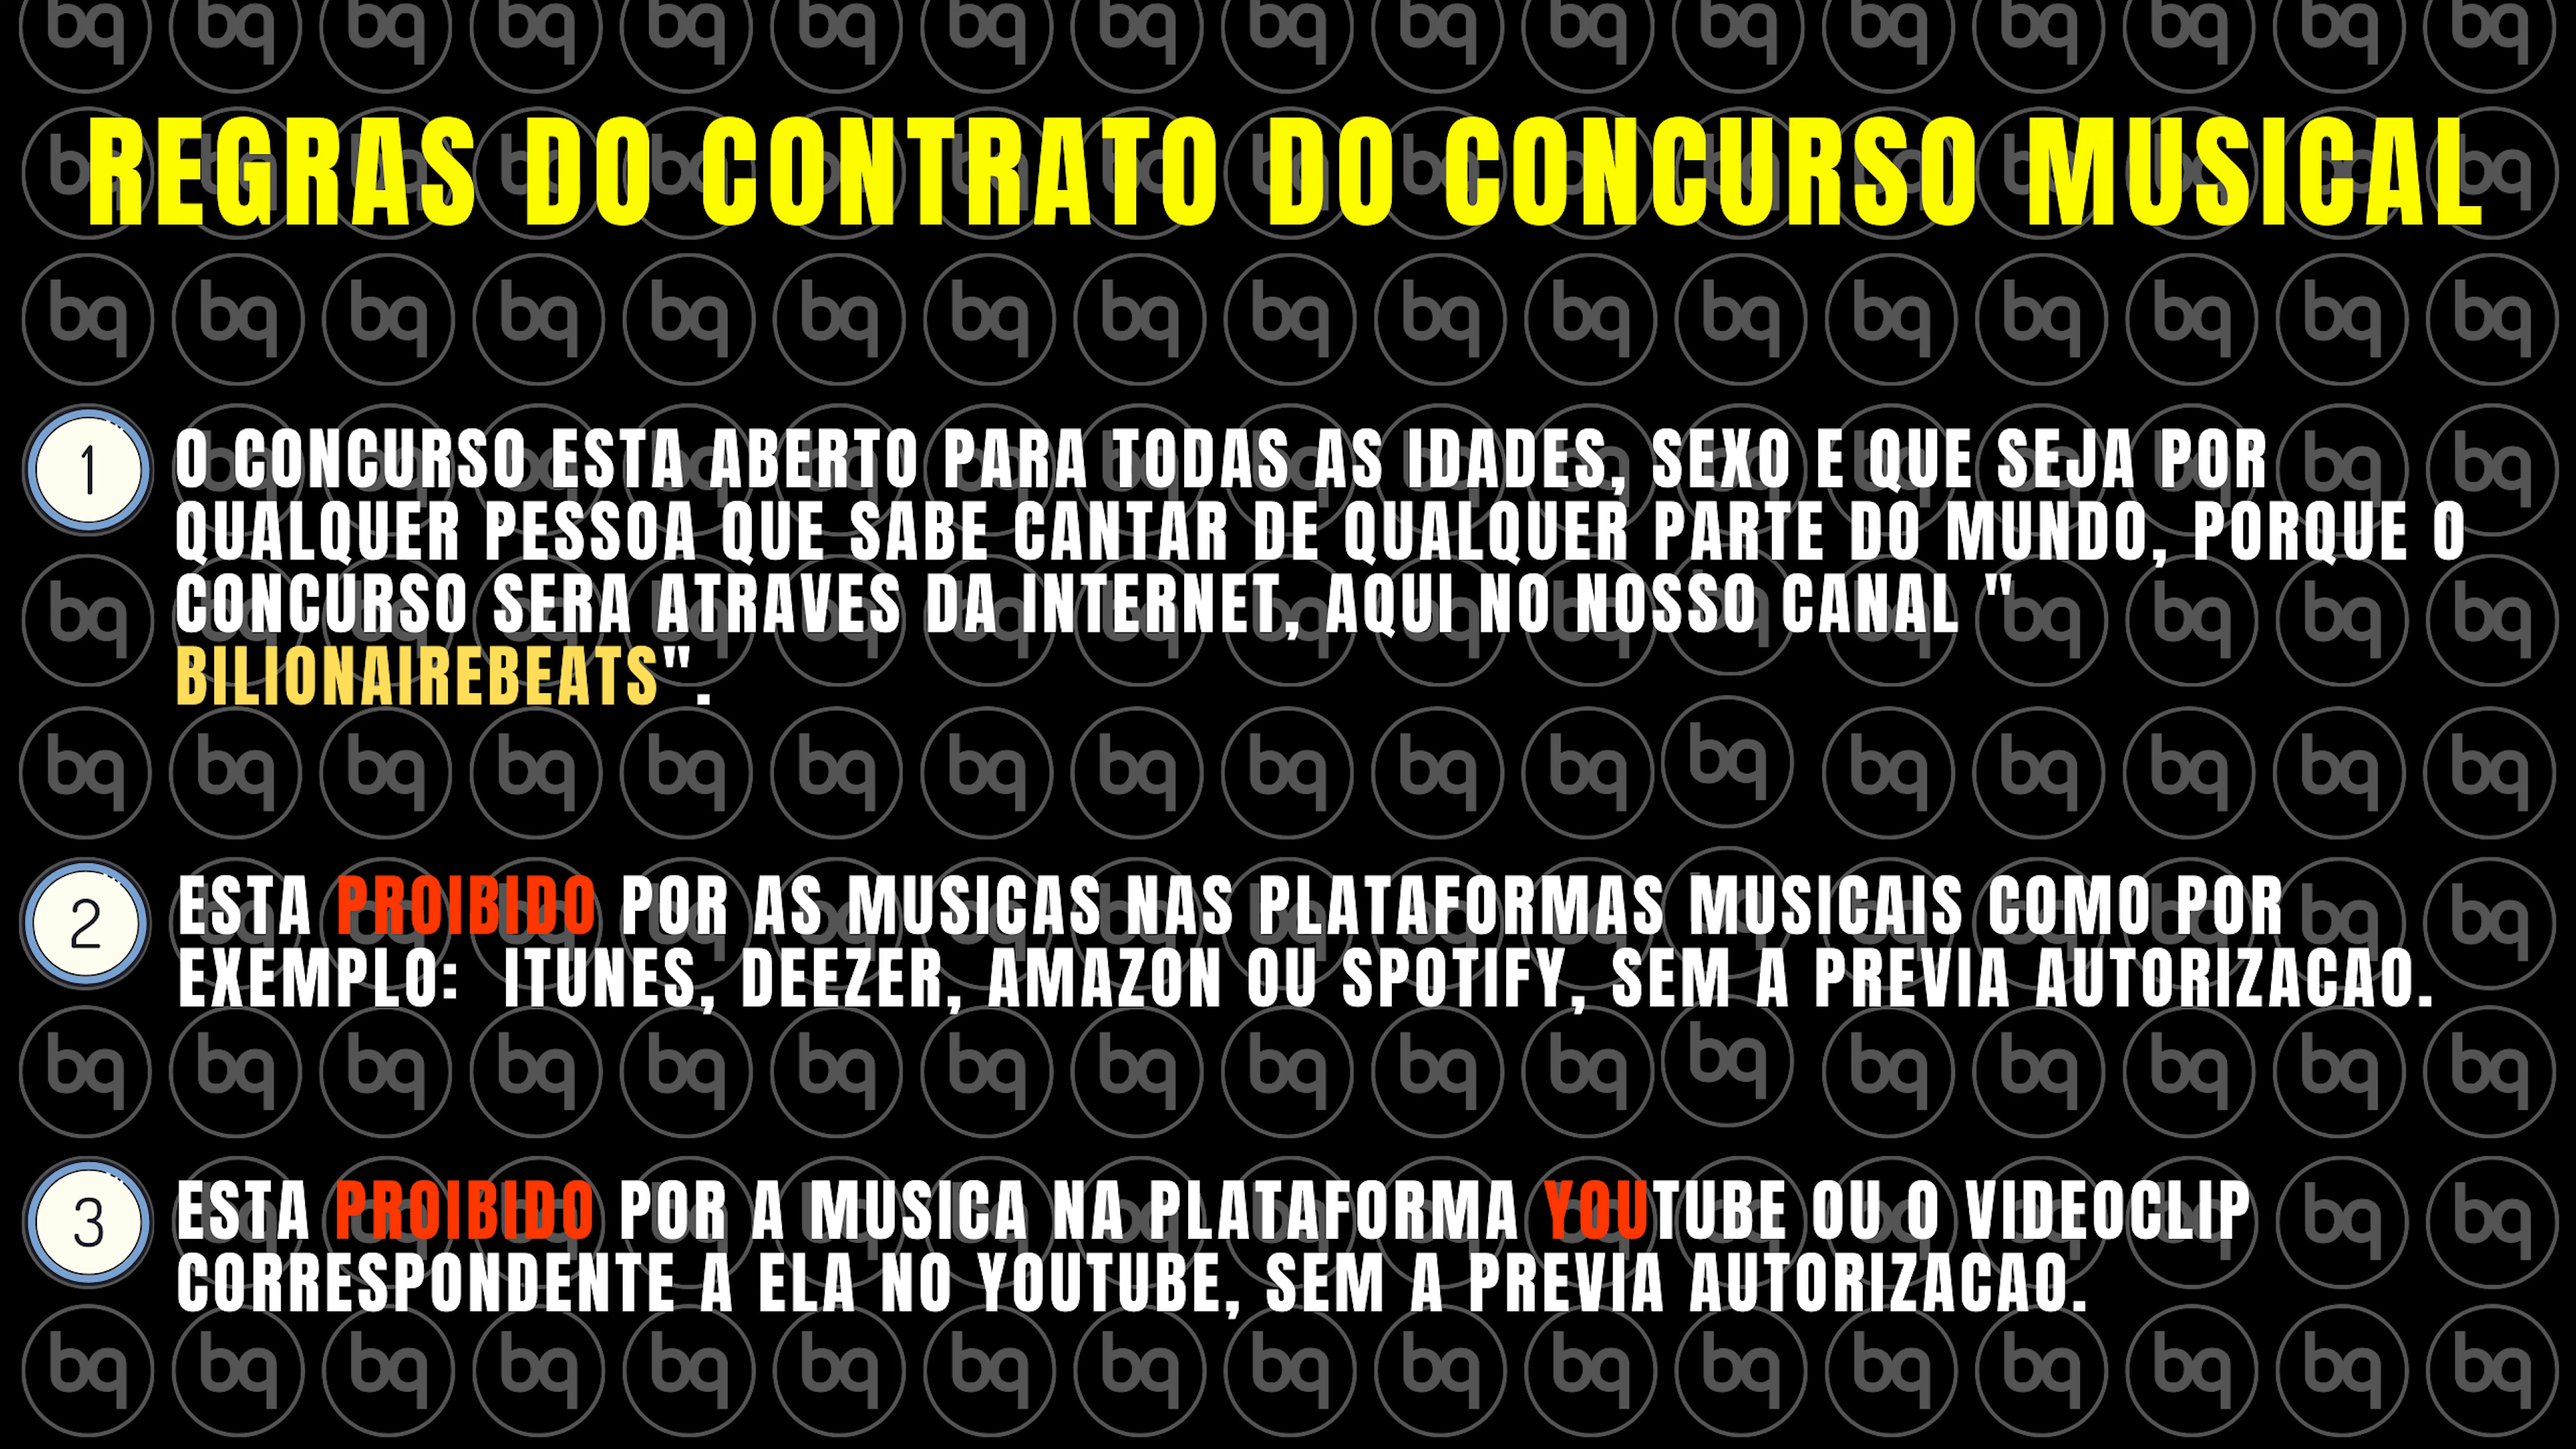 REGRAS DO CONTRATO DO CONCURSO MUSICAL
1
O CONCURSO ESTA ABERTO PARA TODAS AS IDADES, SEXO E QUE SEJA POR
QUALQUER PESSOA QUE SABE CANTAR DE QUALQUER PARTE DO MUNDO, PORQUE O
CONCURSO SERA ATRAVES DA INTERNET, AQUI NO NOSSO CANAL "
BILIONAIREBEATS".
2
ESTA PROIBIDO POR AS MUSICAS NAS PLATAFORMAS MUSICAIS COMO POR
EXEMPLO:  ITUNES, DEEZER, AMAZON OU SPOTIFY, SEM A PREVIA AUTORIZACAO.
3
ESTA PROIBIDO POR A MUSICA NA PLATAFORMA YOUTUBE OU O VIDEOCLIP
CORRESPONDENTE A ELA NO YOUTUBE, SEM A PREVIA AUTORIZACAO.